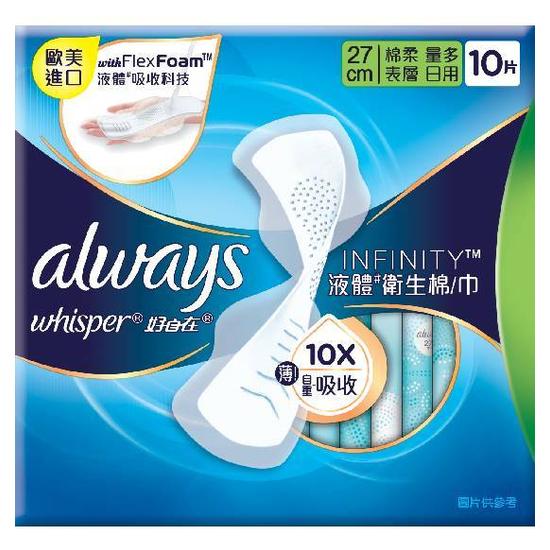 歐美
進口
with FlexFoam™
液體#吸收科技
27
cm
棉柔 量多
表層 日用
10片
always
whisper® 好自在®
INFINITY™
液體#衛生棉/巾
10X
薄! 自重 吸收
圖片供參考